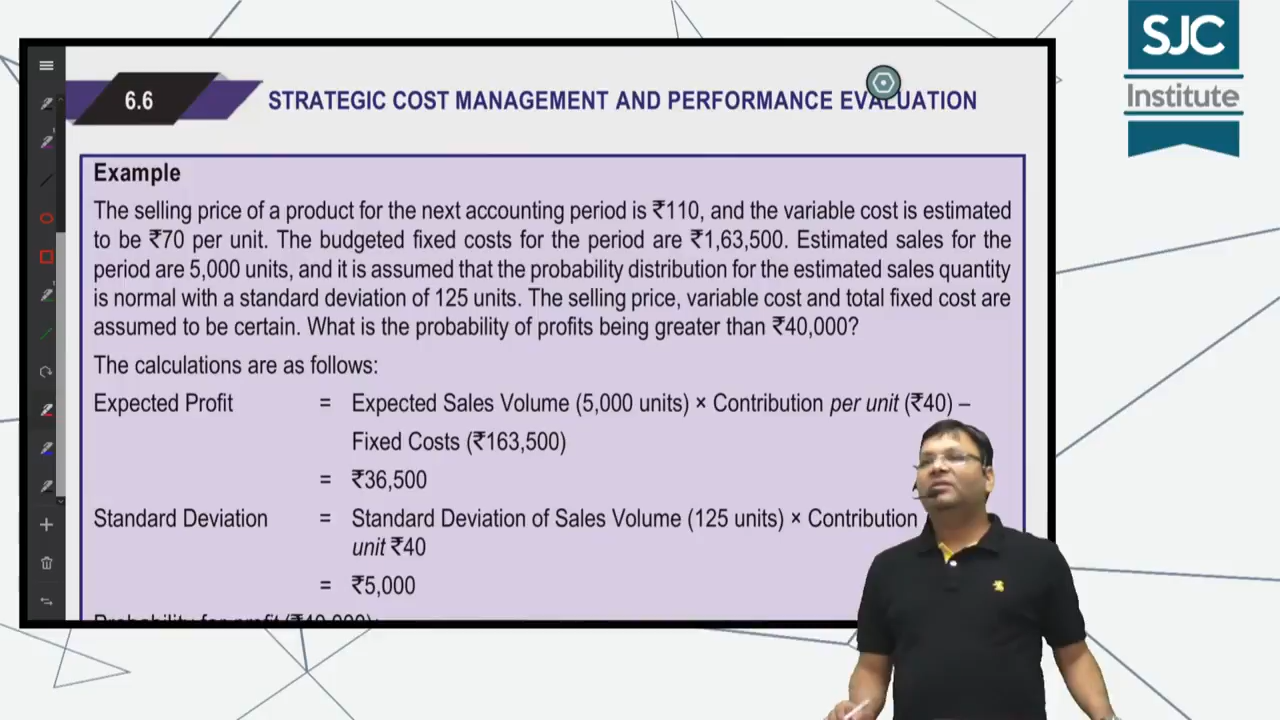 SJC
Institute
6.6
STRATEGIC COST MANAGEMENT AND PERFORMANCE EVALUATION
Example
The selling price of a product for the next accounting period is ₹110, and the variable cost is estimated
to be ₹70 per unit. The budgeted fixed costs for the period are ₹1,63,500. Estimated sales for the
period are 5,000 units, and it is assumed that the probability distribution for the estimated sales quantity
is normal with a standard deviation of 125 units. The selling price, variable cost and total fixed cost are
assumed to be certain. What is the probability of profits being greater than ₹40,000?
The calculations are as follows:
Expected Profit = Expected Sales Volume (5,000 units) × Contribution per unit (₹40) –
Fixed Costs (₹163,500)
= ₹36,500
Standard Deviation = Standard Deviation of Sales Volume (125 units) × Contribution
unit ₹40
= ₹5,000
Probability for profit (₹40,000):